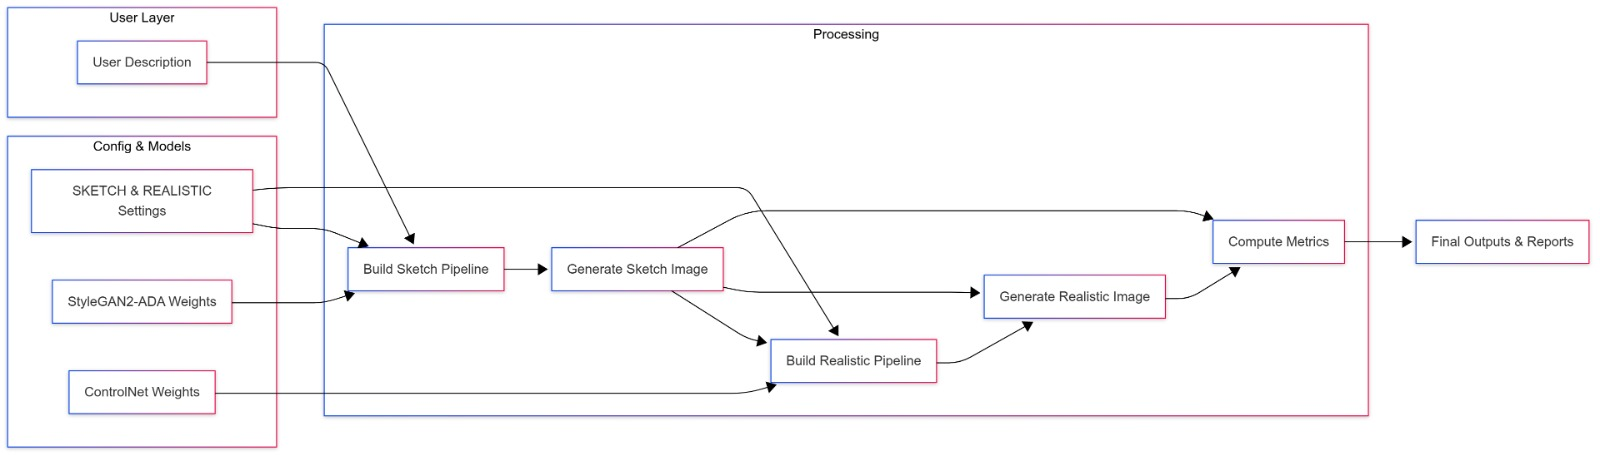 User Layer
User Description
Config & Models
SKETCH & REALISTIC
Settings
StyleGAN2-ADA Weights
ControlNet Weights
Processing
Build Sketch Pipeline
Generate Sketch Image
Build Realistic Pipeline
Generate Realistic Image
Compute Metrics
Final Outputs & Reports